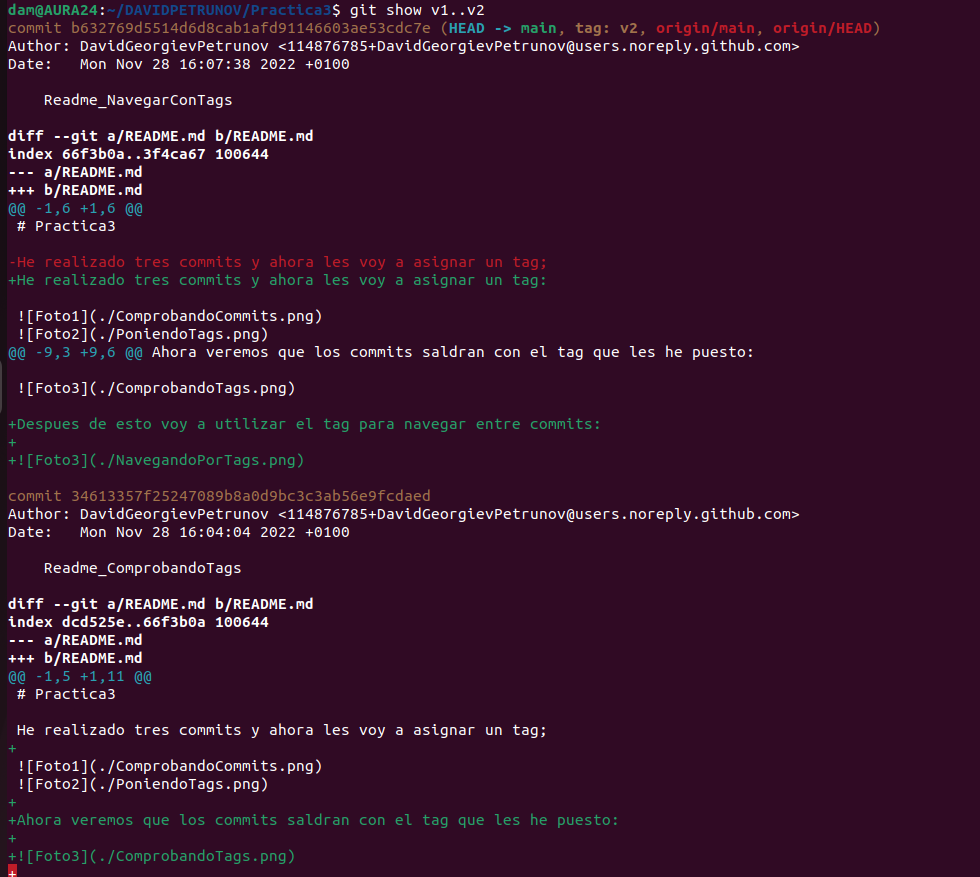 dam@AURA24:~/DAVIDPETRUNOV/Practica3$ git show v1..v2
commit b632769d5514d6d8cab1afd91146603ae53cdc7e (HEAD -> main, tag: v2, origin/main, origin/HEAD)
Author: DavidGeorgievPetrunov <114876785+DavidGeorgievPetrunov@users.noreply.github.com>
Date:   Mon Nov 28 16:07:38 2022 +0100

    Readme_NavegarConTags

diff --git a/README.md b/README.md
index 66f3b0a..3f4ca67 100644
--- a/README.md
+++ b/README.md
@@ -1,6 +1,6 @@
 # Practica3

-He realizado tres commits y ahora les voy a asignar un tag;
+He realizado tres commits y ahora les voy a asignar un tag:

 ![Foto1](./ComprobandoCommits.png)
 ![Foto2](./PoniendoTags.png)
@@ -9,3 +9,6 @@ Ahora veremos que los commits saldran con el tag que les he puesto:

 ![Foto3](./ComprobandoTags.png)

+Despues de esto voy a utilizar el tag para navegar entre commits:
+
+![Foto3](./NavegandoPorTags.png)

commit 34613357f25247089b8a0d9bc3c3ab56e9fcdaed
Author: DavidGeorgievPetrunov <114876785+DavidGeorgievPetrunov@users.noreply.github.com>
Date:   Mon Nov 28 16:04:04 2022 +0100

    Readme_ComprobandoTags

diff --git a/README.md b/README.md
index dcd525e..66f3b0a 100644
--- a/README.md
+++ b/README.md
@@ -1,5 +1,11 @@
 # Practica3

 He realizado tres commits y ahora les voy a asignar un tag;
+
 ![Foto1](./ComprobandoCommits.png)
 ![Foto2](./PoniendoTags.png)
+
+Ahora veremos que los commits saldran con el tag que les he puesto:
+
+![Foto3](./ComprobandoTags.png)
+